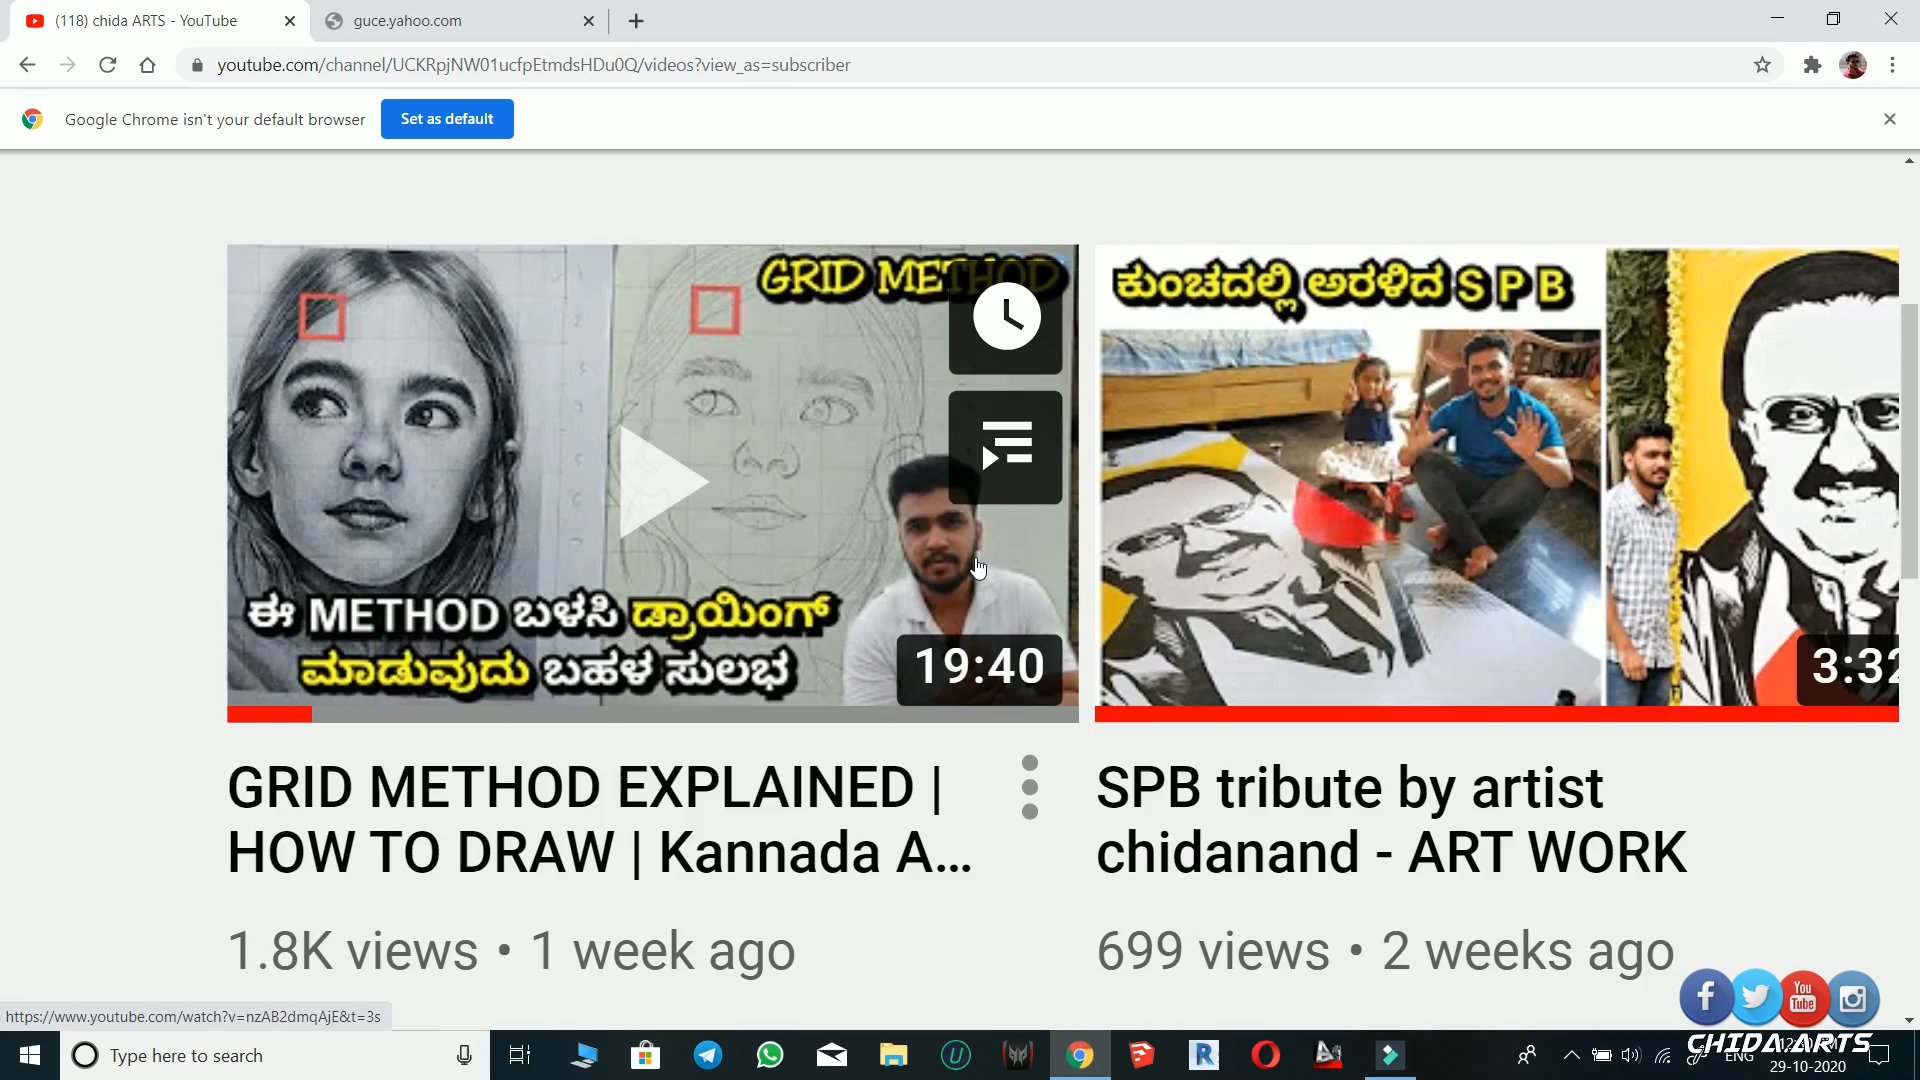 (118) chida ARTS - YouTube
guce.yahoo.com
youtube.com/channel/UCKRpjNW01ucfpEtmdsHDu0Q/videos?view_as=subscriber
Google Chrome isn't your default browser
Set as default
GRID METHOD
ಈ METHOD ಬಳಸಿ ಡ್ರಾಯಿಂಗ್
ಮಾಡುವುದು ಬಹಳ ಸುಲಭ
19:40
ಕುಂಚದಲ್ಲಿ ಅರಳಿದ S P B
3:32
GRID METHOD EXPLAINED |
HOW TO DRAW | Kannada A...
1.8K views • 1 week ago
SPB tribute by artist
chidanand - ART WORK
699 views • 2 weeks ago
https://www.youtube.com/watch?v=nzAB2dmqAjE&t=3s
You
Tube
CHIDA ARTS
Type here to search
ENG
29-10-2020